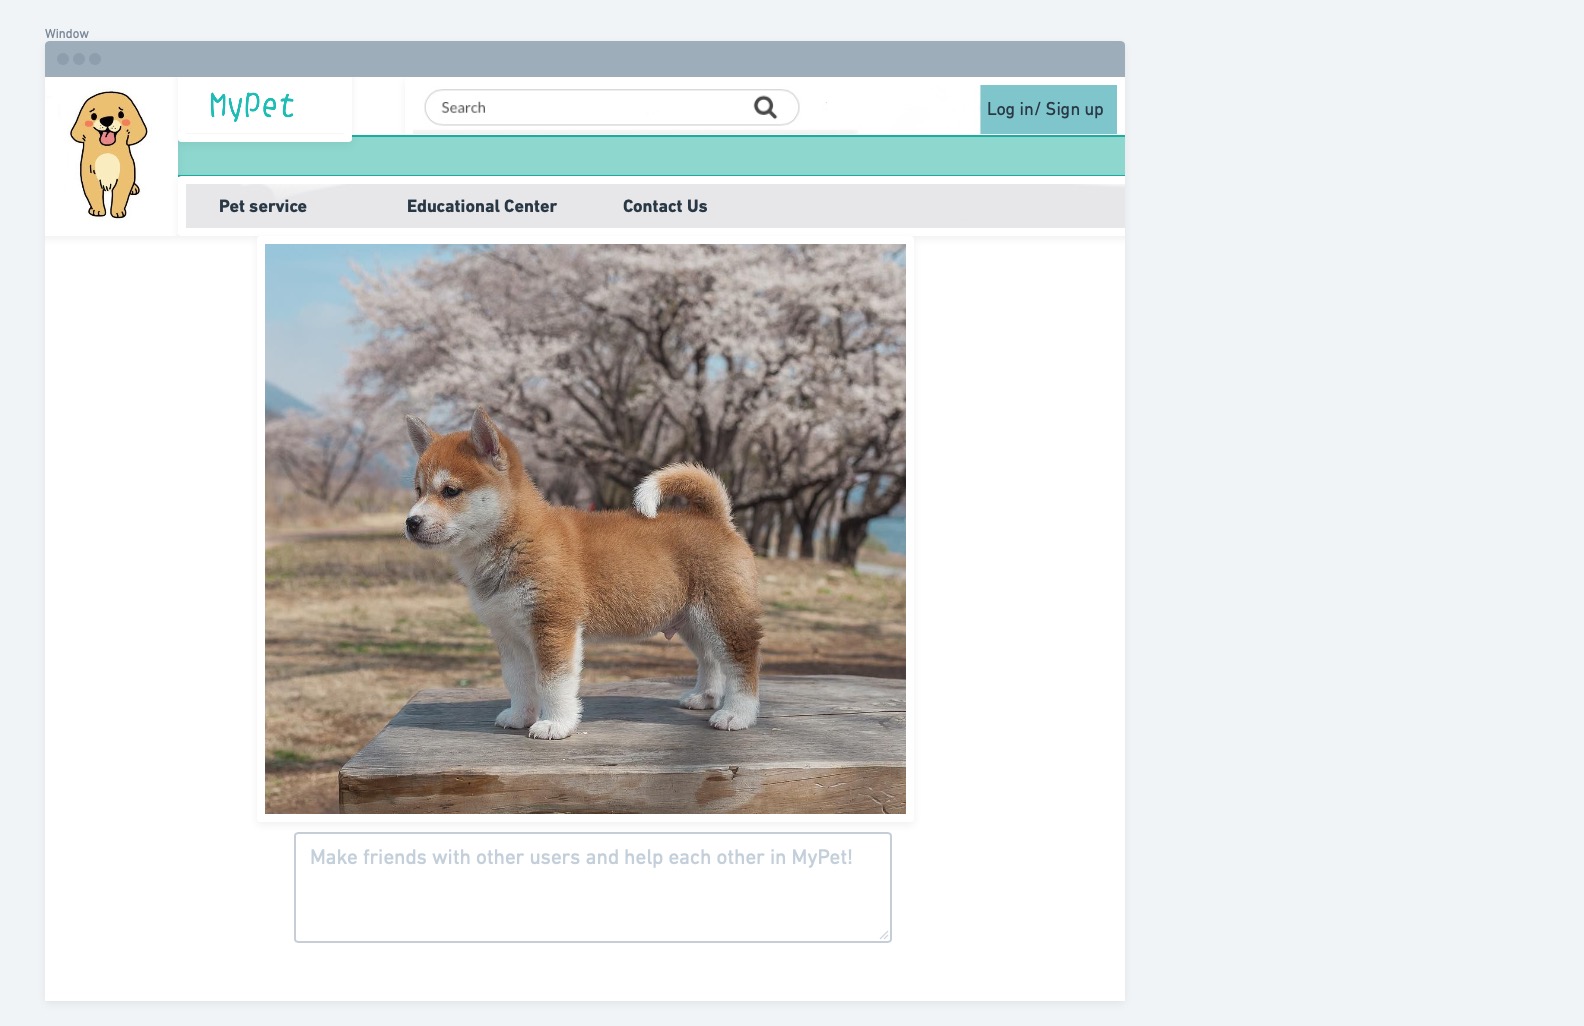 Window
MyPet
Search
Log in/ Sign up
Pet service
Educational Center
Contact Us
Make friends with other users and help each other in MyPet!